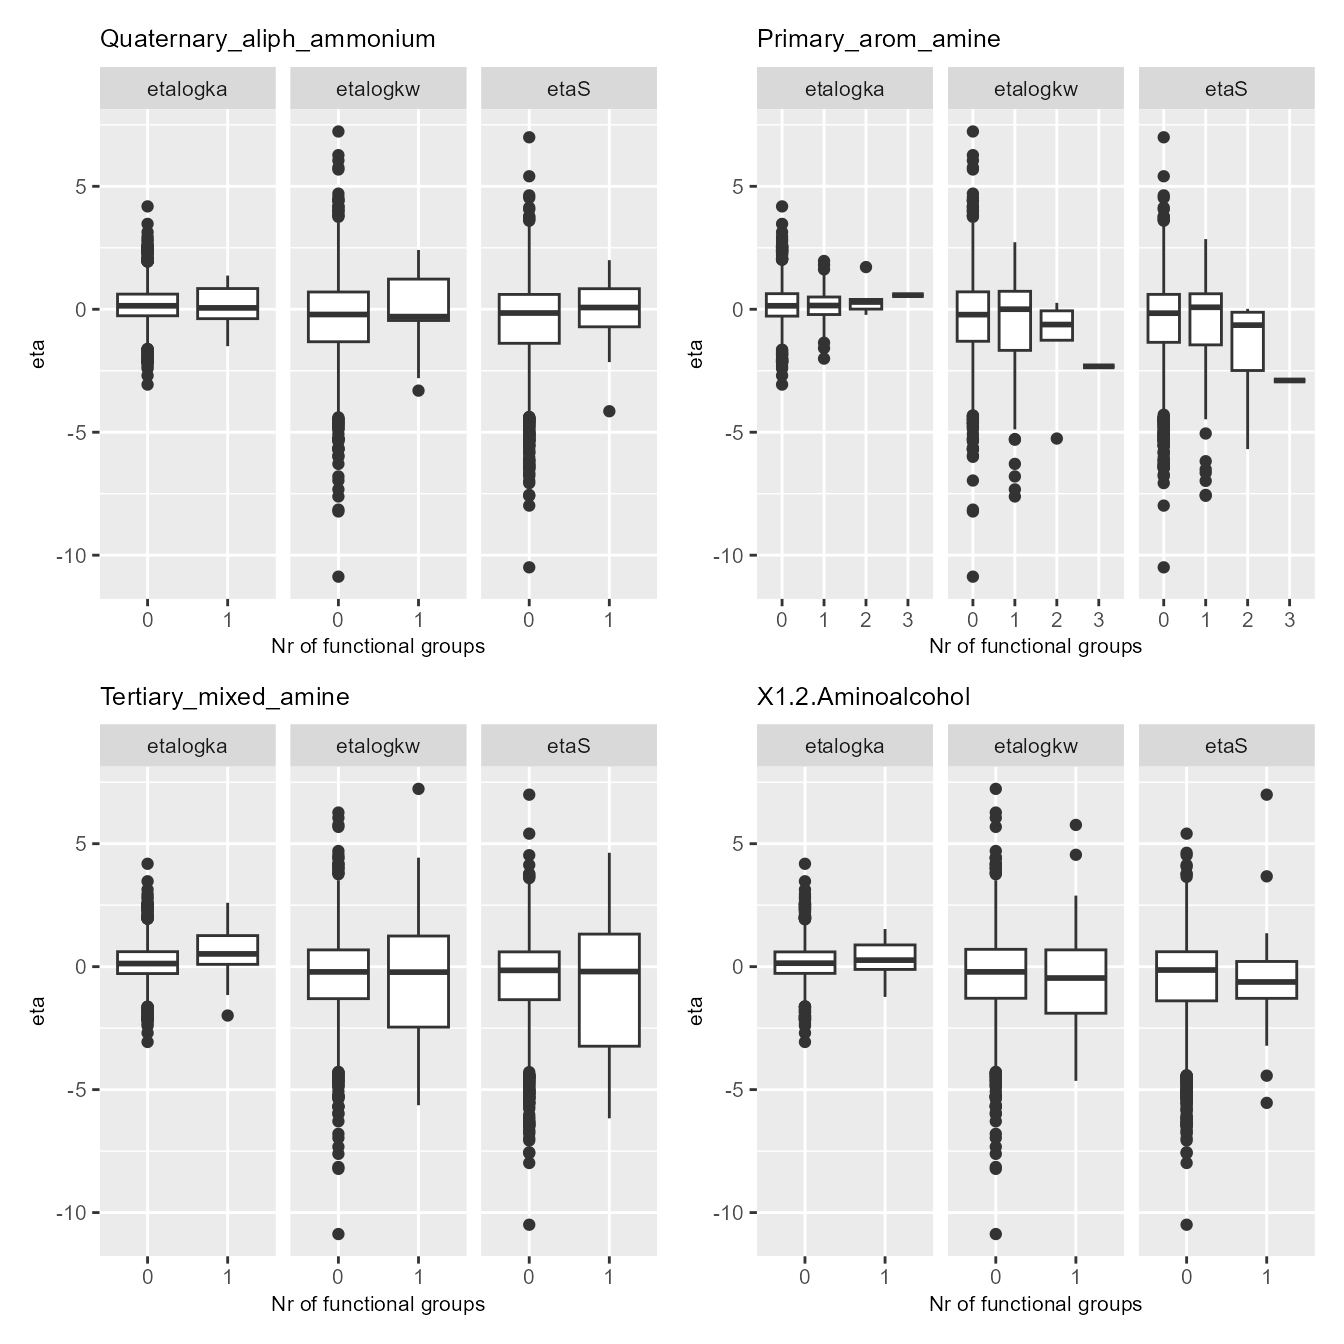 Quaternary_aliph_ammonium
etalogka etalogkw etaS
5
0
-5
-10
eta
0 1 0 1 0 1
Nr of functional groups
Primary_arom_amine
etalogka etalogkw etaS
5
0
-5
-10
eta
0 1 2 3 0 1 2 3 0 1 2 3
Nr of functional groups
Tertiary_mixed_amine
etalogka etalogkw etaS
5
0
-5
-10
eta
0 1 0 1 0 1
Nr of functional groups
X1.2.Aminoalcohol
etalogka etalogkw etaS
5
0
-5
-10
eta
0 1 0 1 0 1
Nr of functional groups